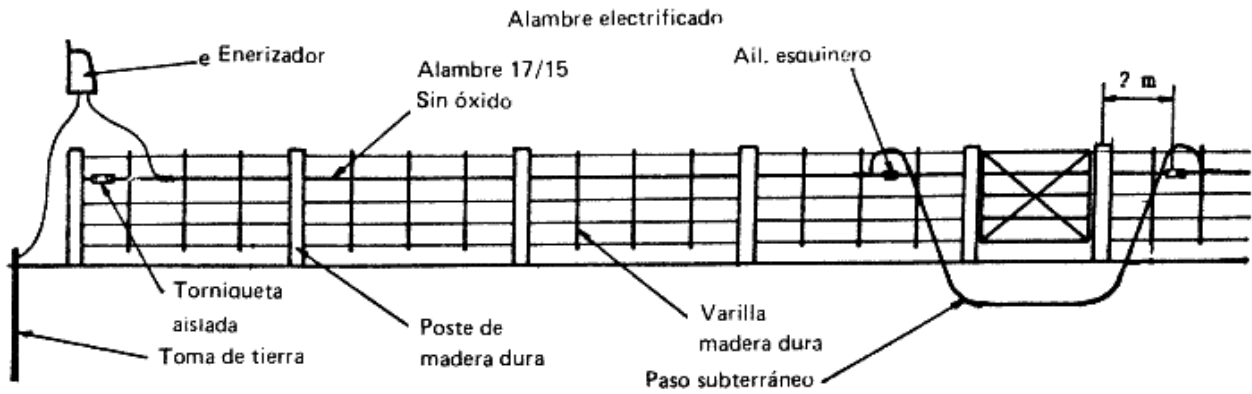 Alambre electrificado
e Enerizador
Ail. esquinero
Alambre 17/15
Sin óxido
? m
Torniqueta
aislada
Toma de tierra
Poste de
madera dura
Varilla
madera dura
Paso subterráneo